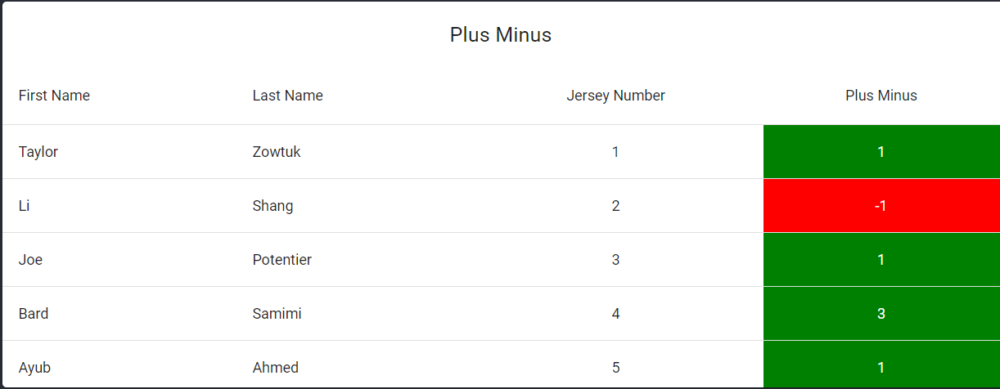 Plus Minus
First Name Last Name Jersey Number Plus Minus
Taylor Zowtuk 1 1
Li Shang 2 -1
Joe Potentier 3 1
Bard Samimi 4 3
Ayub Ahmed 5 1